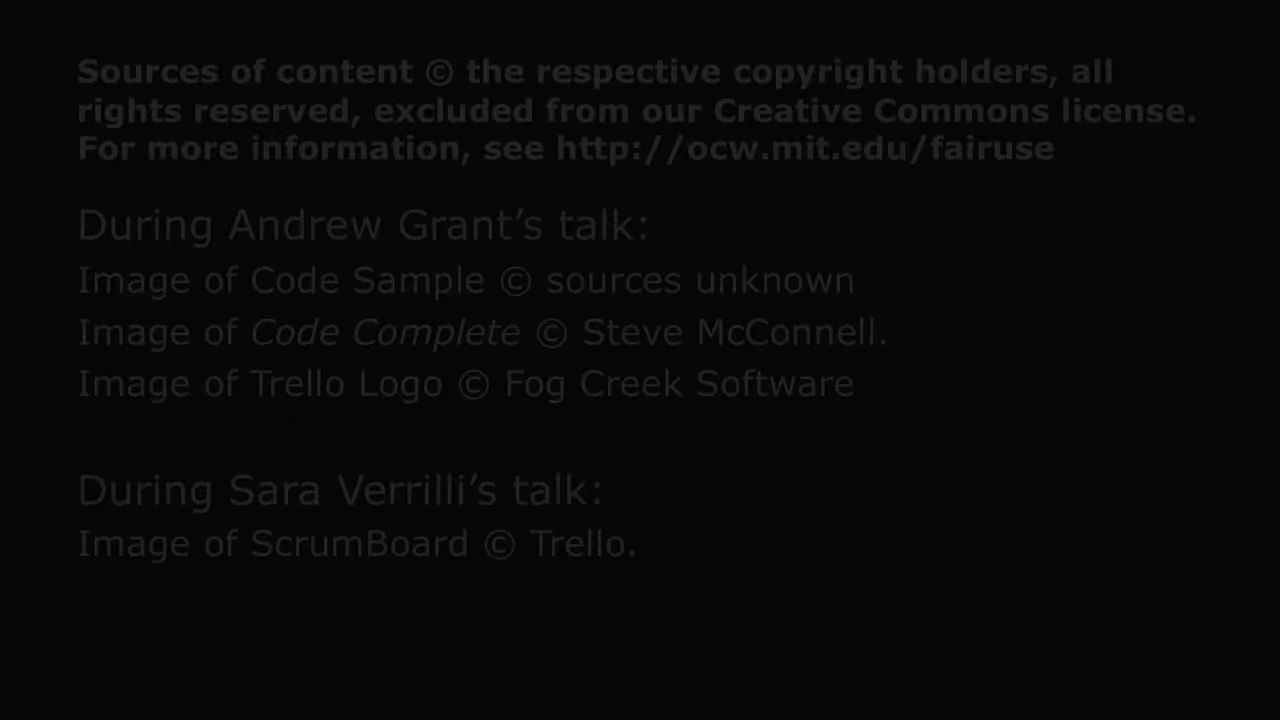 Sources of content © the respective copyright holders, all
rights reserved, excluded from our Creative Commons license.
For more information, see http://ocw.mit.edu/fairuse
During Andrew Grant’s talk:
Image of Code Sample © sources unknown
Image of Code Complete © Steve McConnell.
Image of Trello Logo © Fog Creek Software
During Sara Verrilli’s talk:
Image of ScrumBoard © Trello.